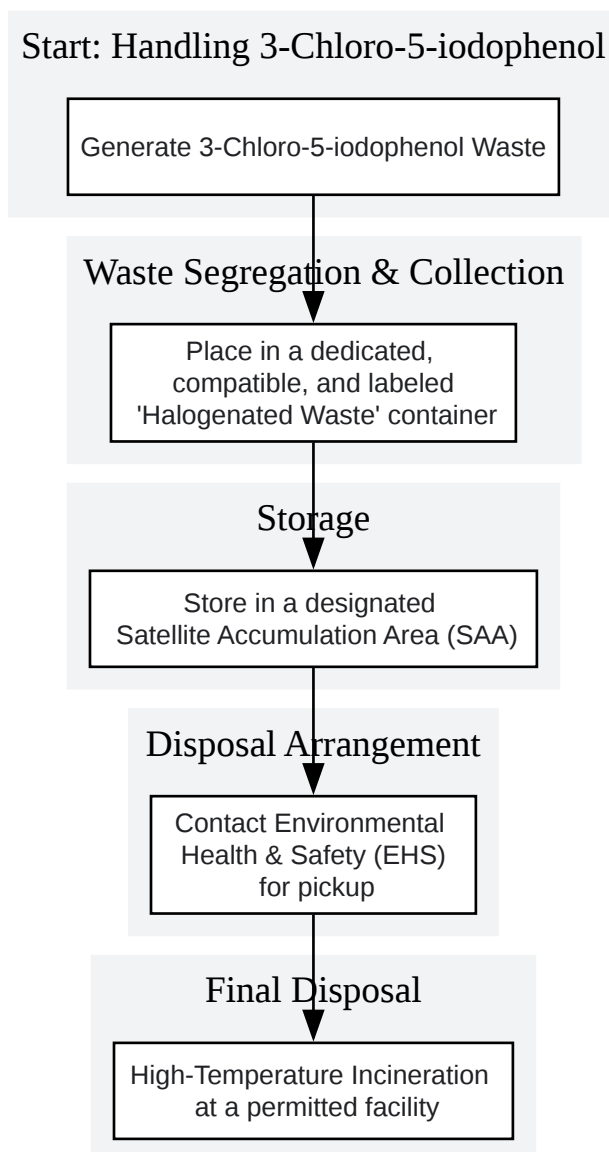 Start: Handling 3-Chloro-5-iodophenol
Generate 3-Chloro-5-iodophenol Waste
Waste Segregation & Collection
Place in a dedicated,
compatible, and labeled
'Halogenated Waste' container
Storage
Store in a designated
Satellite Accumulation Area (SAA)
Disposal Arrangement
Contact Environmental
Health & Safety (EHS)
for pickup
Final Disposal
High-Temperature Incineration
at a permitted facility